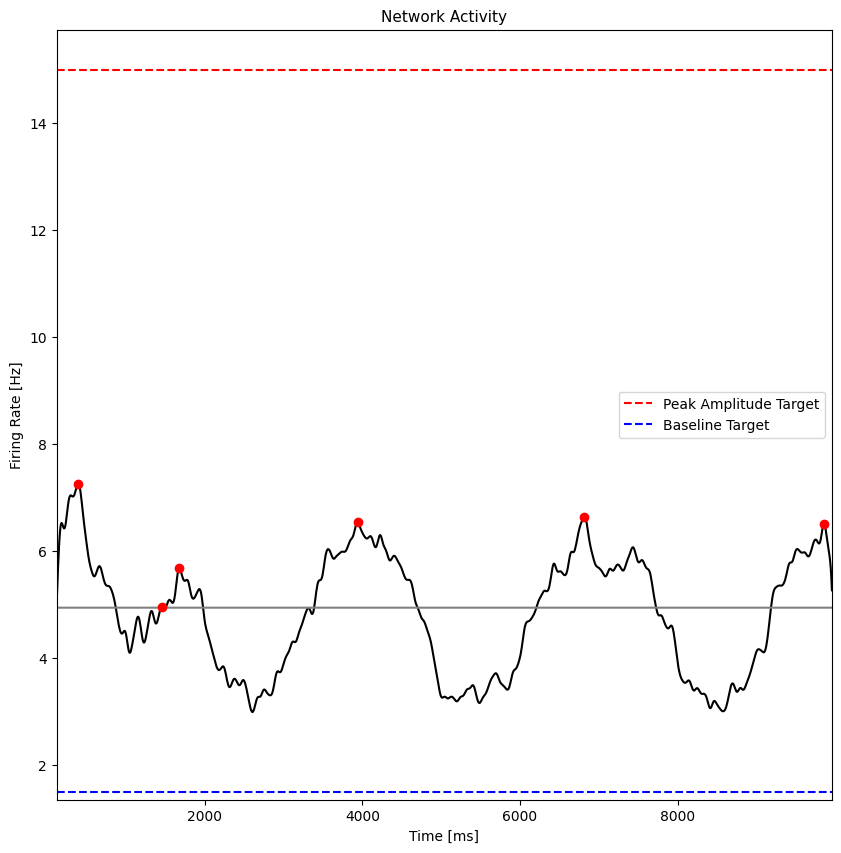 Network Activity
14
12
10
8
6
4
2
Firing Rate [Hz]
Peak Amplitude Target
Baseline Target
2000 4000 6000 8000
Time [ms]